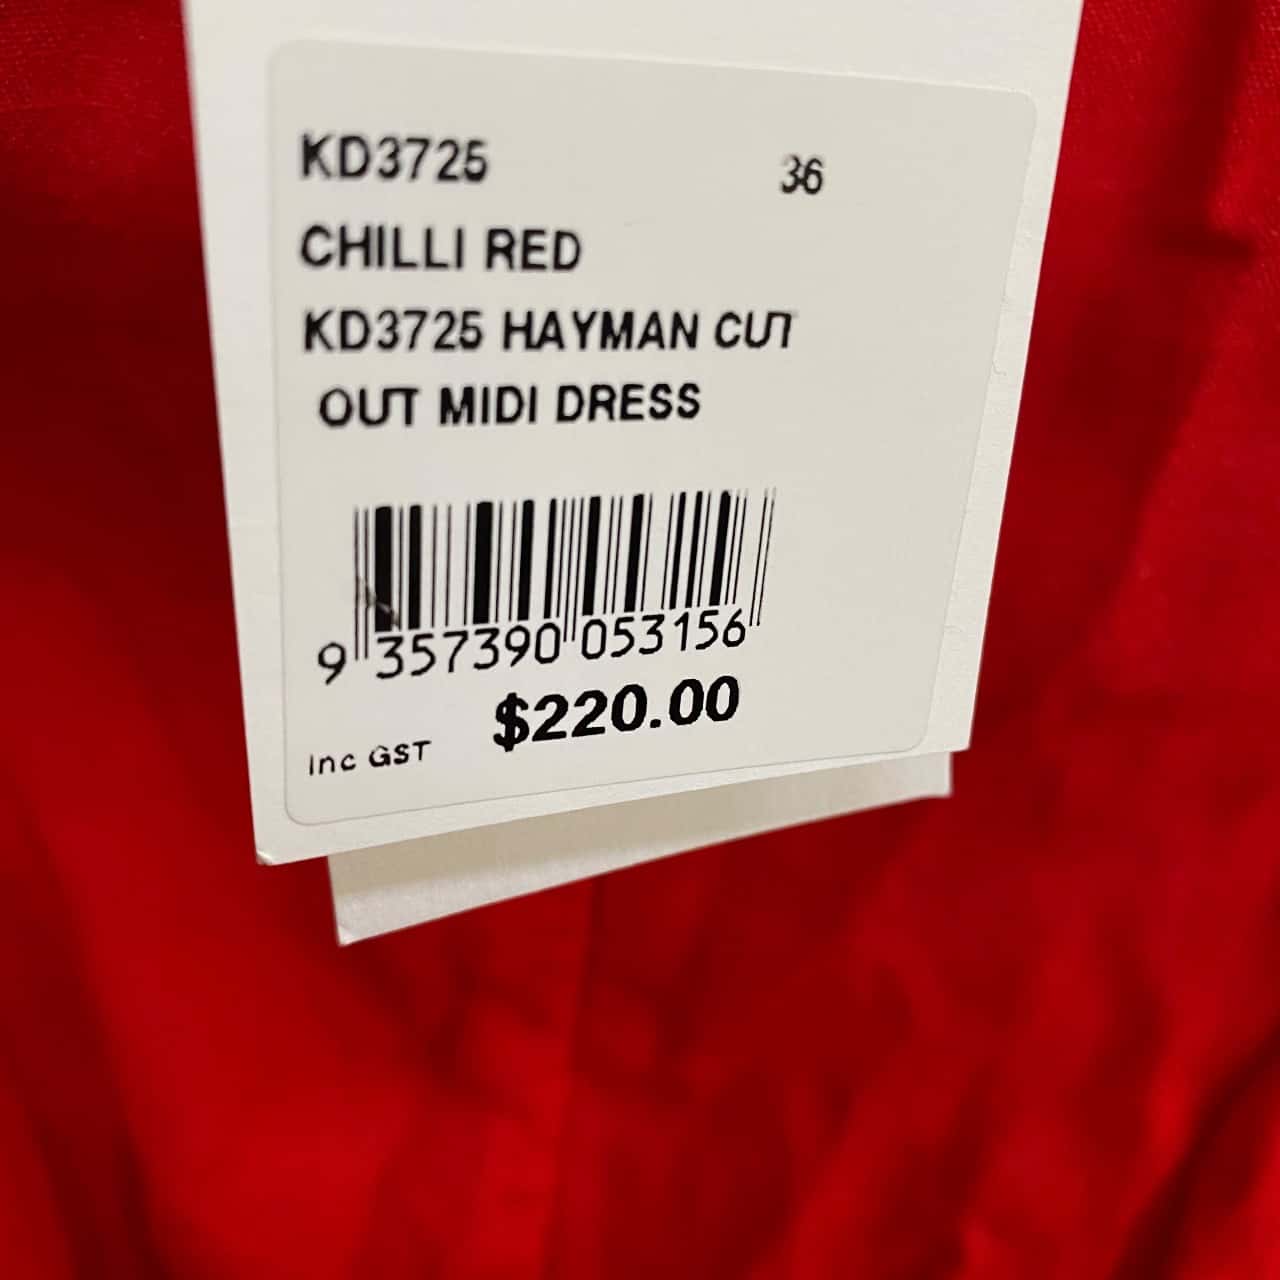 KD3725 36
CHILLI RED
KD3725 HAYMAN CUT
OUT MIDI DRESS
9 357390 053156
$220.00
Inc GST